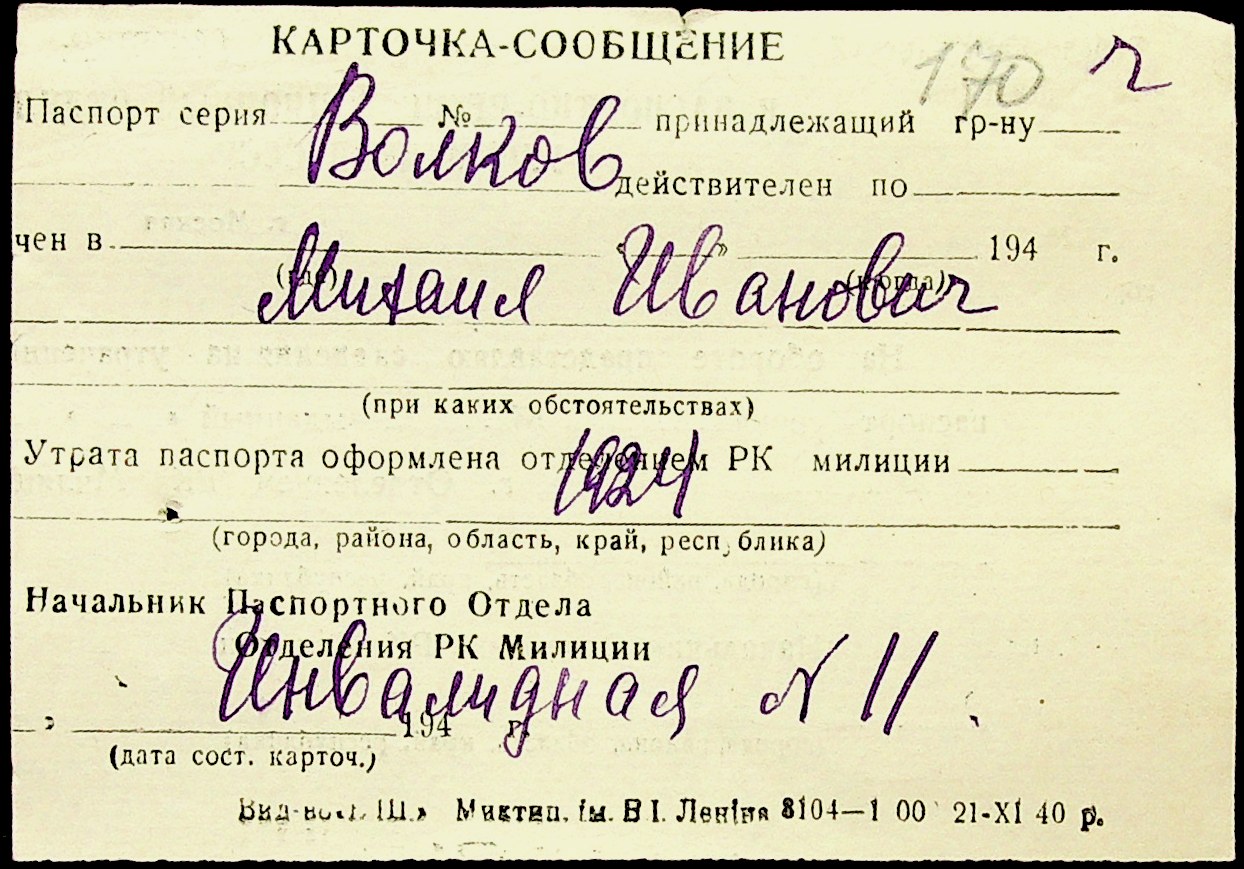 КАРТОЧКА-СООБЩЕНИЕ
170 г
Паспорт серия № принадлежащий гр-ну
Волков
действителен по
чен в « » 194 г.
(где) (когда)
Михаил Иванович
(при каких обстоятельствах)
Утрата паспорта оформлена отделением РК милиции
1924
(города, района, область, край, республика)
Начальник Паспортного Отдела
Отделения РК Милиции
Инвалидная N 11.
194 г.
(дата сост. карточ.)
Миктип. ім. В І. Леніна 8104—1 00 21-XI 40 р.